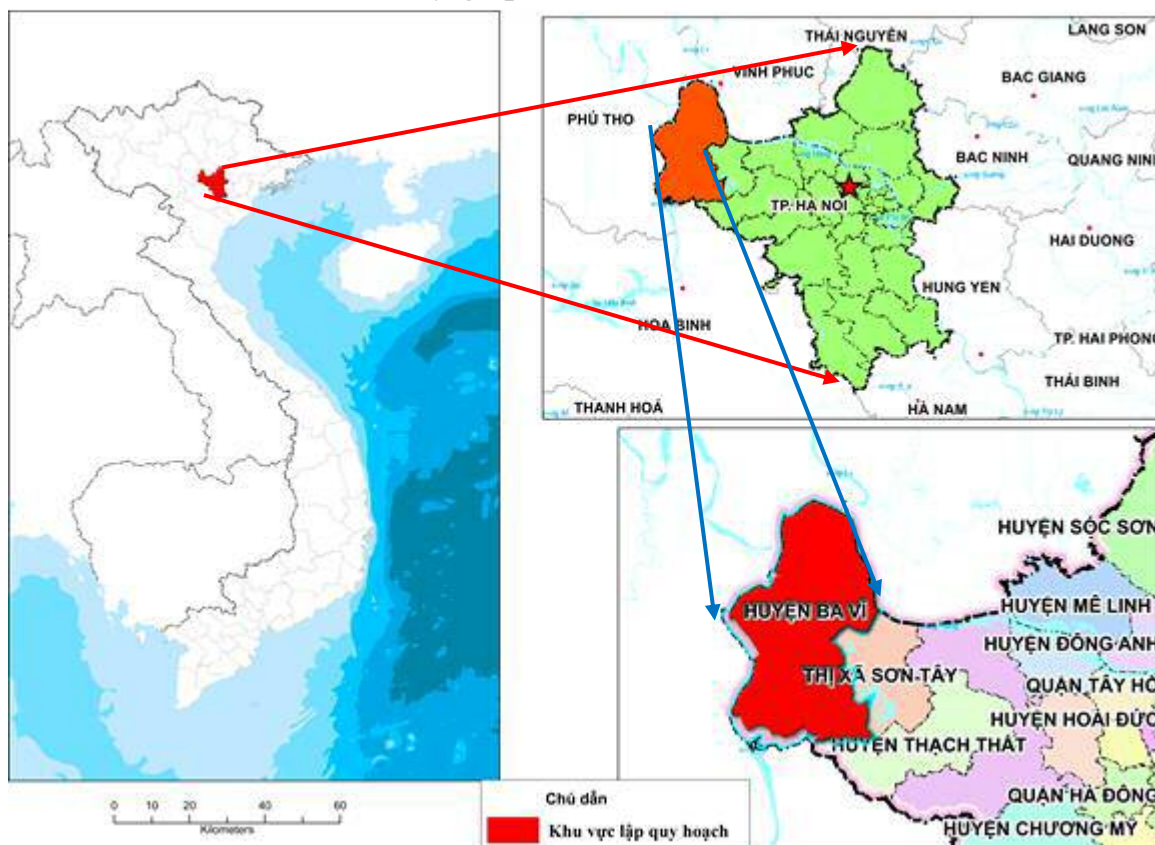 THÁI NGUYÊN
LANG SON
VINH PHUC
BAC GIANG
PHÚ THO
BAC NINH
QUANG NINH
TP. HÀ NÔI
HAI DUONG
HUNG YEN
HOA BINH
TP. HAI PHONG
THÁI BINH
THANH HOÁ
HÀ NAM
HUYỆN SÓC SƠN
HUYỆN BA VÌ
HUYỆN MÊ LINH
HUYỆN ĐÔNG ANH
THỊ XÃ SƠN TÂY
QUẬN TÂY HỒ
HUYỆN HOÀI ĐỨC
HUYỆN THẠCH THẤT
QUẬN HÀ ĐÔNG
HUYỆN CHƯƠNG MỸ
0 10 20 40 60
Kilometers
Chú dẫn
Khu vực lập quy hoạch